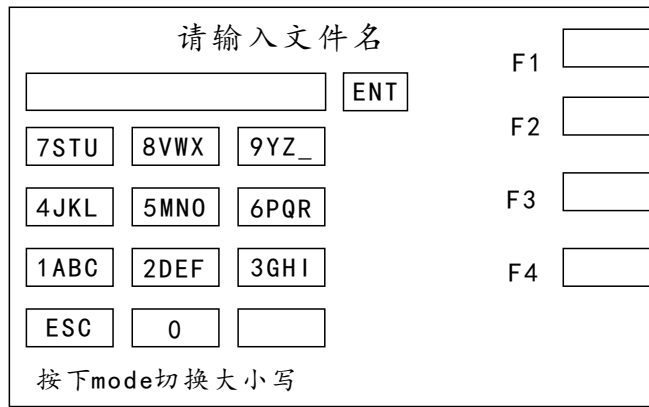 请输入文件名
F1
ENT
F2
7STU 8VWX 9YZ_
4JKL 5MNO 6PQR
F3
1ABC 2DEF 3GHI
F4
ESC 0
按下mode切换大小写